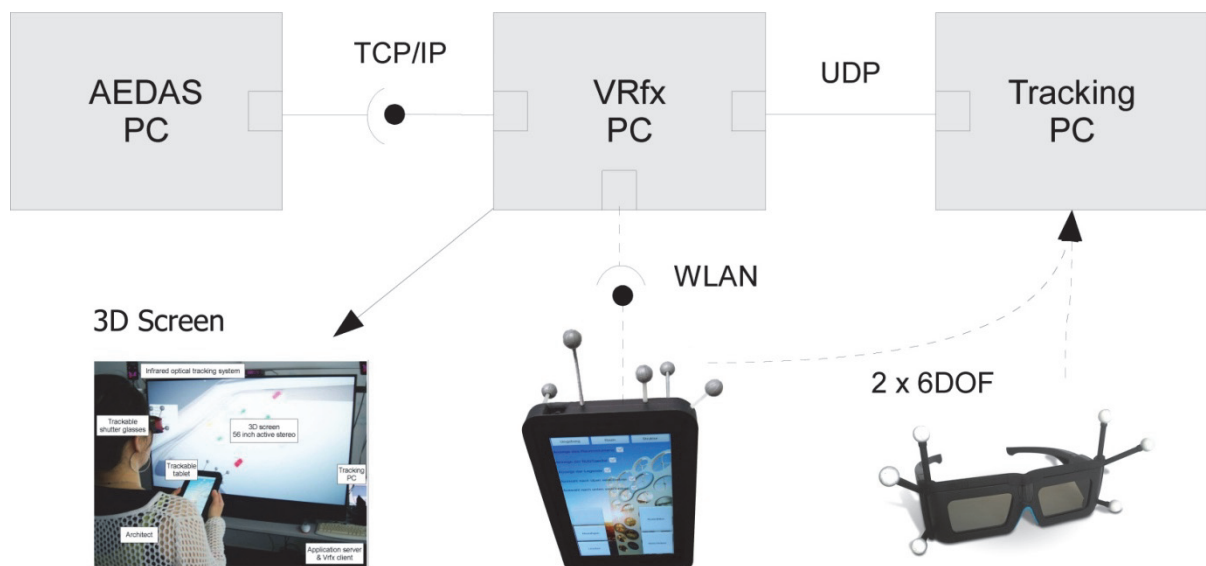 AEDAS
PC
TCP/IP
VRfx
PC
UDP
Tracking
PC
WLAN
3D Screen
2 x 6DOF
Infrared optical tracking system
Trackable
shutter glasses
3D screen
56 inch active stereo
Trackable
tablet
Tracking
PC
Architect
Application server
& Vrfx client